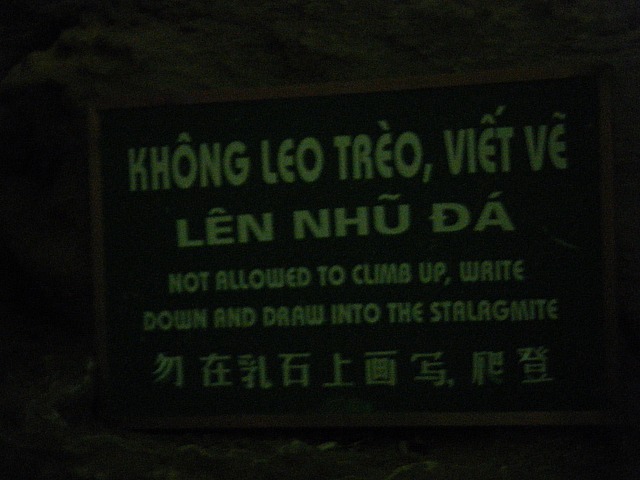 KHÔNG LEO TRÈO, VIẾT VẼ
LÊN NHŨ ĐÁ
NOT ALLOWED TO CLIMB UP, WRITE
DOWN AND DRAW INTO THE STALAGMITE
勿在乳石上画写, 爬登